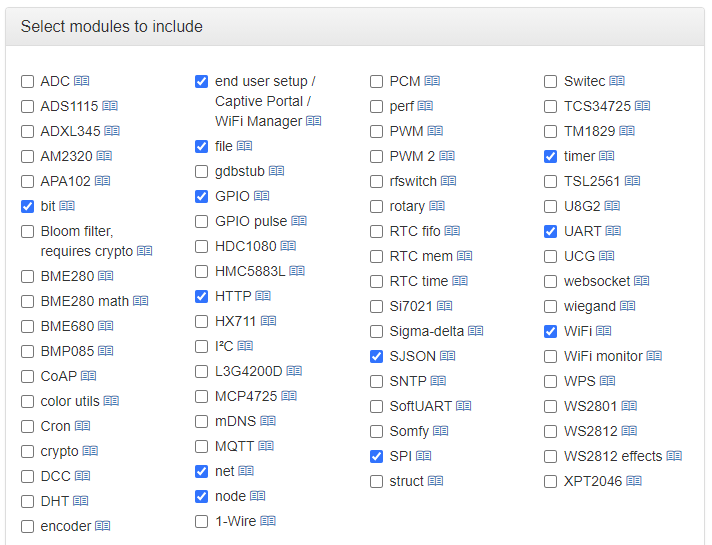 Select modules to include
ADC
ADS1115
ADXL345
AM2320
APA102
bit
Bloom filter,
requires crypto
BME280
BME280 math
BME680
BMP085
CoAP
color utils
Cron
crypto
DCC
DHT
encoder
end user setup /
Captive Portal /
WiFi Manager
file
gdbstub
GPIO
GPIO pulse
HDC1080
HMC5883L
HTTP
HX711
I²C
L3G4200D
MCP4725
mDNS
MQTT
net
node
1-Wire
PCM
perf
PWM
PWM 2
rfswitch
rotary
RTC fifo
RTC mem
RTC time
Si7021
Sigma-delta
SJSON
SNTP
SoftUART
Somfy
SPI
struct
Switec
TCS34725
TM1829
timer
TSL2561
U8G2
UART
UCG
websocket
wiegand
WiFi
WiFi monitor
WPS
WS2801
WS2812
WS2812 effects
XPT2046